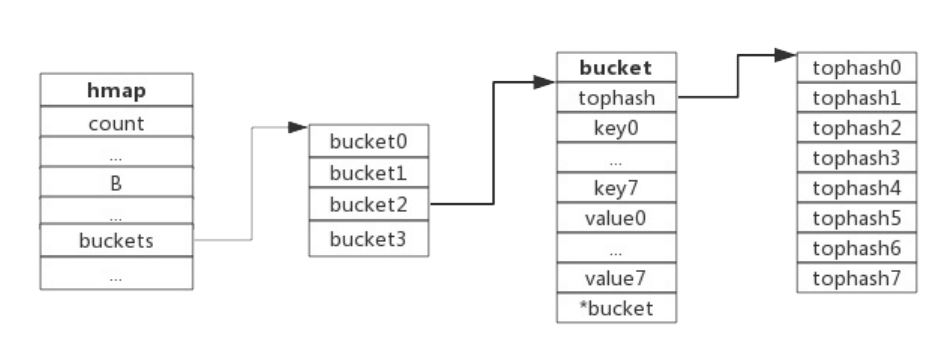 hmap
count
...
B
...
buckets
...
bucket0
bucket1
bucket2
bucket3
bucket
tophash
key0
...
key7
value0
...
value7
*bucket
tophash0
tophash1
tophash2
tophash3
tophash4
tophash5
tophash6
tophash7